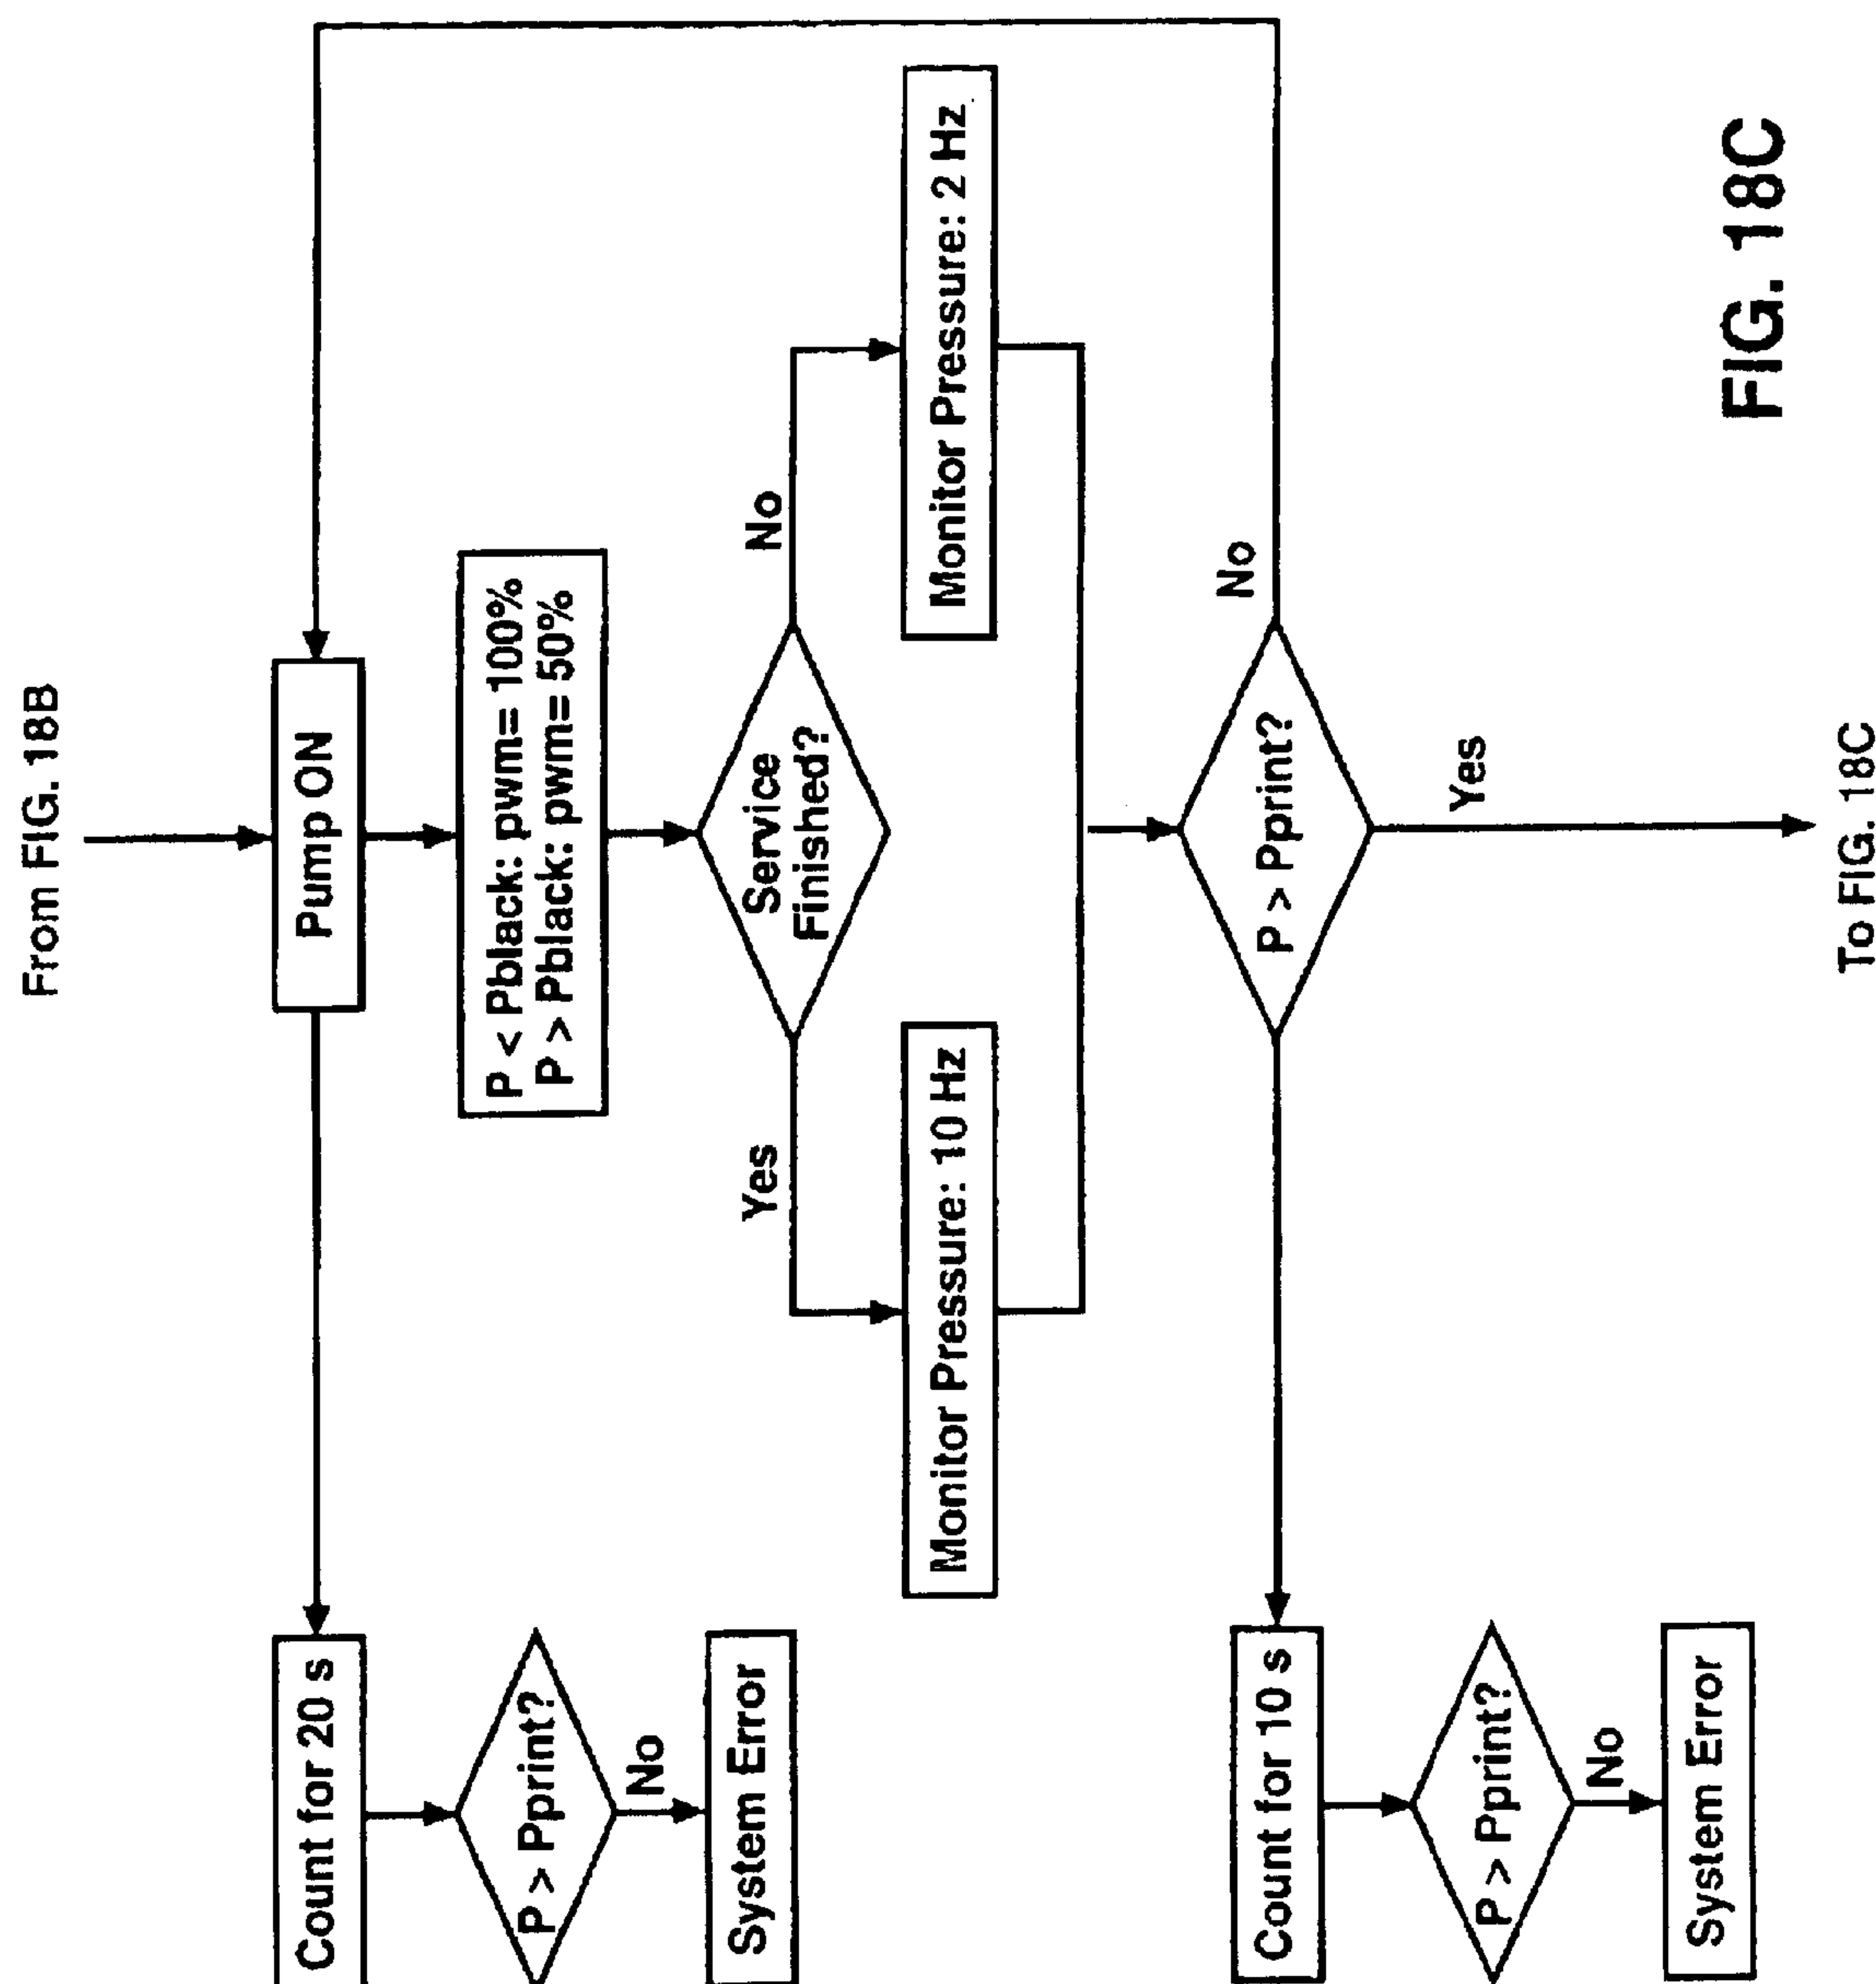 From FIG. 18B
Count for 20 s
Pump ON
P > Pprint?
No
System Error
P < Pblack: pwm= 100%
P > Pblack: pwm= 50%
Service
Finished?
Yes
No
Monitor Pressure: 10 Hz
Monitor Pressure: 2 Hz
Count for 10 s
P > Pprint?
No
P > Pprint?
No
System Error
Yes
To FIG. 18C
FIG. 18C